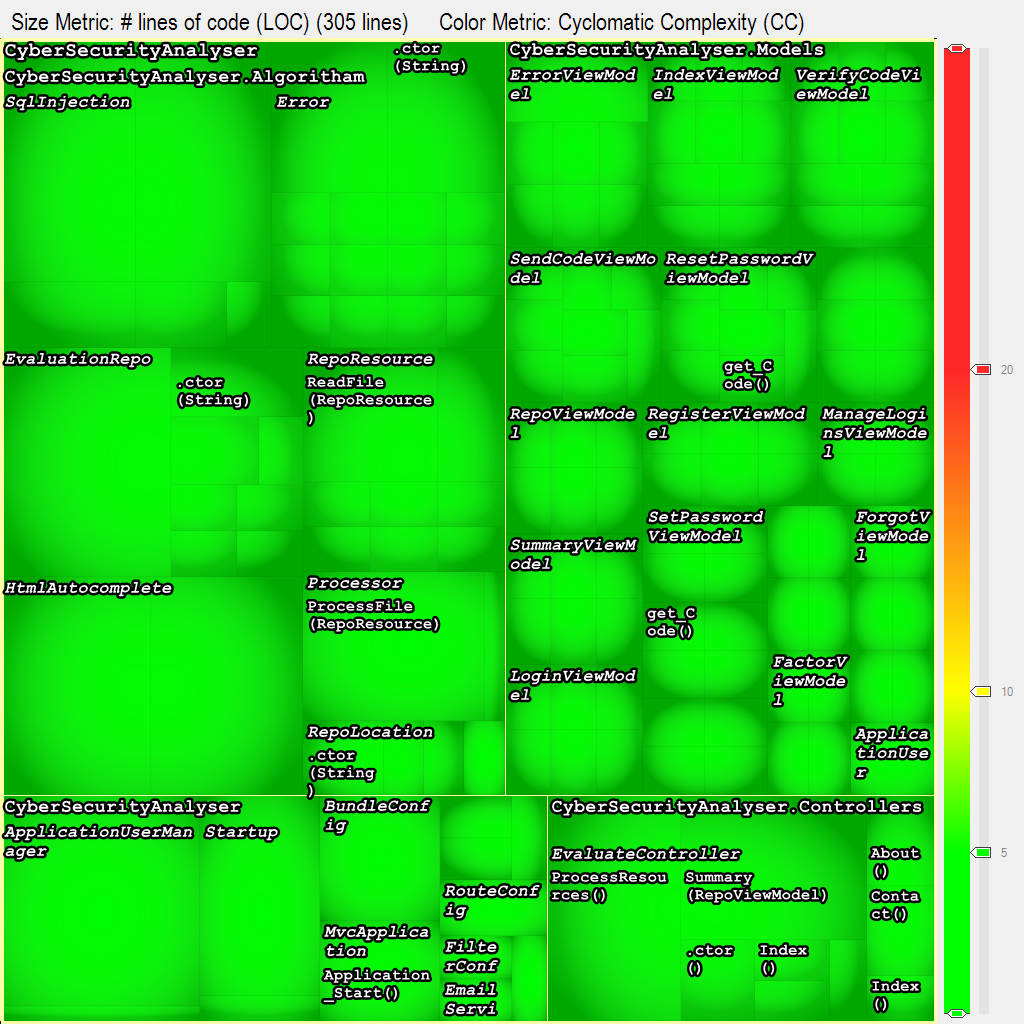 Size Metric: # lines of code (LOC) (305 lines) Color Metric: Cyclomatic Complexity (CC)
CyberSecurityAnalyser
.ctor
(String)
CyberSecurityAnalyser.Algoritham
SqlInjection
Error
EvaluationRepo
.ctor
(String)
RepoResource
ReadFile
(RepoResource
)
HtmlAutocomplete
Processor
ProcessFile
(RepoResource)
RepoLocation
.ctor
(String
)
CyberSecurityAnalyser.Models
ErrorViewMod
el
IndexViewMod
el
VerifyCodeVi
ewModel
SendCodeViewMo
del
ResetPasswordV
iewModel
get_C
ode()
RepoViewMode
l
RegisterViewMod
el
ManageLogi
nsViewMode
l
SetPassword
ViewModel
ForgotV
iewMode
l
SummaryViewM
odel
get_C
ode()
FactorV
iewMode
l
LoginViewMod
el
Applica
tionUse
r
CyberSecurityAnalyser
ApplicationUserMan
ager
Startup
BundleConf
ig
RouteConf
ig
MvcApplica
tion
Application
_Start()
Filte
rConf
Email
Servi
CyberSecurityAnalyser.Controllers
EvaluateController
ProcessResou
rces()
Summary
(RepoViewModel)
.ctor
()
Index
()
About
()
Conta
ct()
Index
()
20
10
5